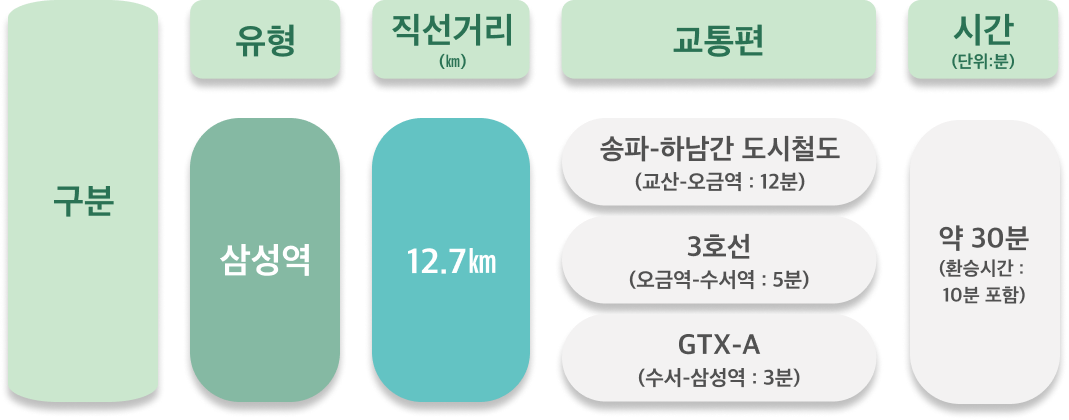 구분
유형
직선거리
(㎞)
교통편
시간
(단위:분)
삼성역
12.7㎞
송파-하남간 도시철도
(교산-오금역 : 12분)
3호선
(오금역-수서역 : 5분)
GTX-A
(수서-삼성역 : 3분)
약 30분
(환승시간 :
10분 포함)